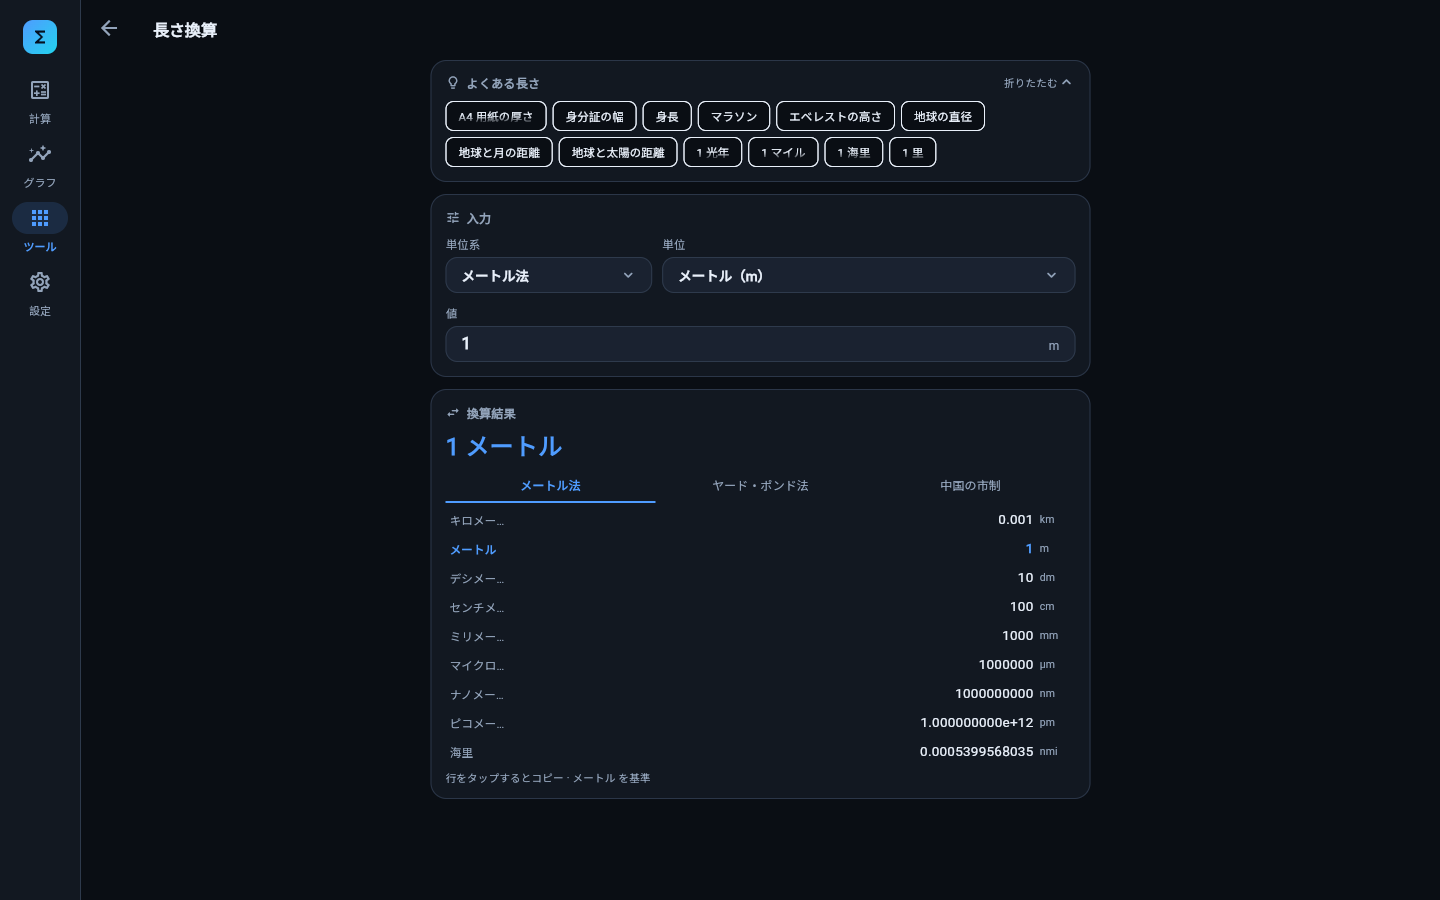 Σ
長さ換算
計算
グラフ
ツール
設定
よくある長さ
折りたたむ
A4 用紙の厚さ 身分証の幅 身長 マラソン エベレストの高さ 地球の直径
地球と月の距離 地球と太陽の距離 1 光年 1 マイル 1 海里 1 里
入力
単位系 単位
メートル法 メートル（m）
値
1 m
換算結果
1 メートル
メートル法 ヤード・ポンド法 中国の市制
キロメー... 0.001 km
メートル 1 m
デシメー... 10 dm
センチメ... 100 cm
ミリメー... 1000 mm
マイクロ... 1000000 µm
ナノメー... 1000000000 nm
ピコメー... 1.000000000e+12 pm
海里 0.0005399568035 nmi
行をタップするとコピー · メートル を基準